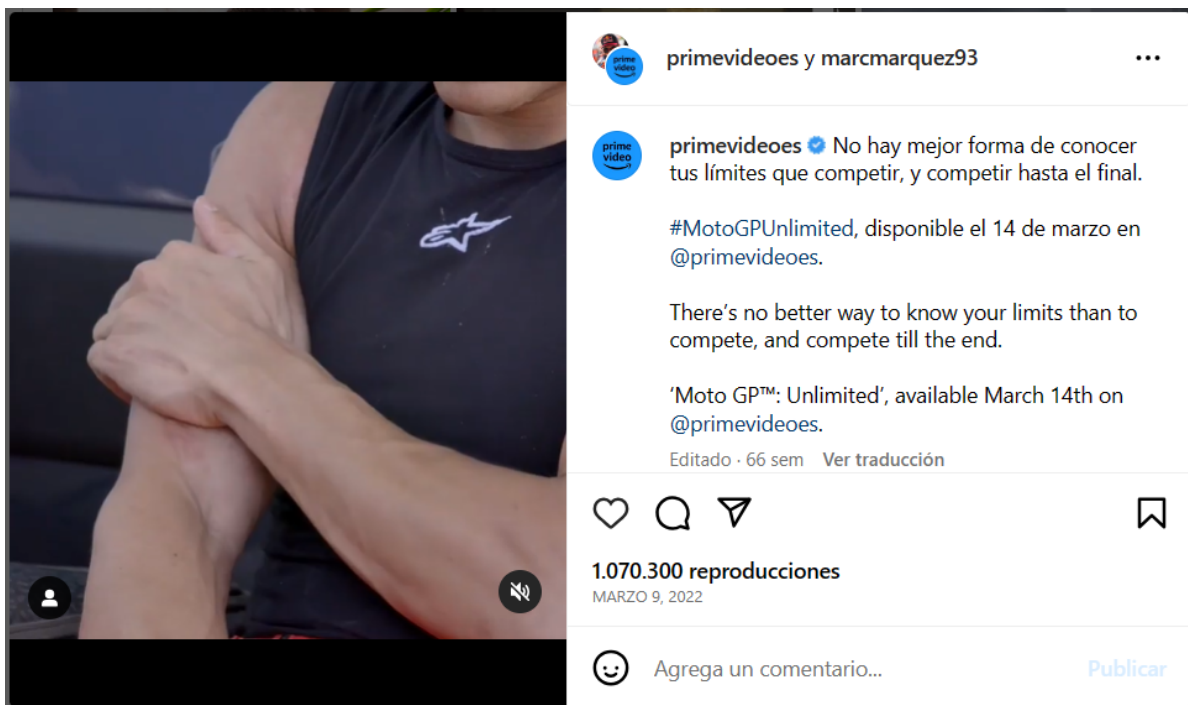 prime
video
primevideoes y marcmarquez93
prime
video
primevideoes No hay mejor forma de conocer
tus límites que competir, y competir hasta el final.
#MotoGPUnlimited, disponible el 14 de marzo en
@primevideoes.
There’s no better way to know your limits than to
compete, and compete till the end.
‘Moto GP™: Unlimited’, available March 14th on
@primevideoes.
Editado · 66 sem Ver traducción
1.070.300 reproducciones
MARZO 9, 2022
Agrega un comentario... Publicar